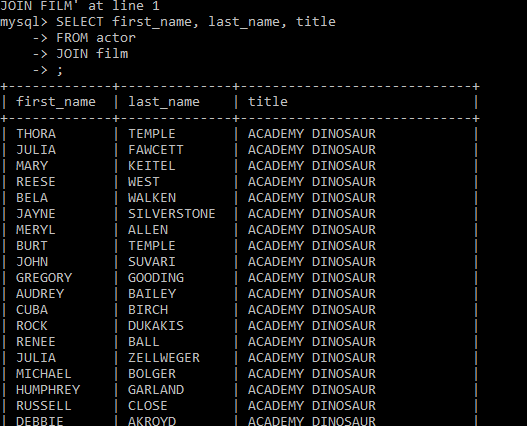 JOIN FILM' at line 1
mysql> SELECT first_name, last_name, title
    -> FROM actor
    -> JOIN film
    -> ;
+-------------+--------------+-----------------------------+
| first_name | last_name | title |
+-------------+--------------+-----------------------------+
| THORA | TEMPLE | ACADEMY DINOSAUR |
| JULIA | FAWCETT | ACADEMY DINOSAUR |
| MARY | KEITEL | ACADEMY DINOSAUR |
| REESE | WEST | ACADEMY DINOSAUR |
| BELA | WALKEN | ACADEMY DINOSAUR |
| JAYNE | SILVERSTONE | ACADEMY DINOSAUR |
| MERYL | ALLEN | ACADEMY DINOSAUR |
| BURT | TEMPLE | ACADEMY DINOSAUR |
| JOHN | SUVARI | ACADEMY DINOSAUR |
| GREGORY | GOODING | ACADEMY DINOSAUR |
| AUDREY | BAILEY | ACADEMY DINOSAUR |
| CUBA | BIRCH | ACADEMY DINOSAUR |
| ROCK | DUKAKIS | ACADEMY DINOSAUR |
| RENEE | BALL | ACADEMY DINOSAUR |
| JULIA | ZELLWEGER | ACADEMY DINOSAUR |
| MICHAEL | BOLGER | ACADEMY DINOSAUR |
| HUMPHREY | GARLAND | ACADEMY DINOSAUR |
| RUSSELL | CLOSE | ACADEMY DINOSAUR |
| DEBBIE | AKROYD | ACADEMY DINOSAUR |